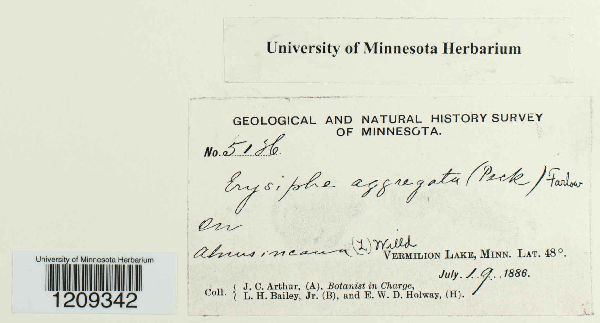 University of Minnesota Herbarium
GEOLOGICAL AND NATURAL HISTORY SURVEY
OF MINNESOTA.
No. 51 H.
Erysiphe aggregata (Peck) Farlow
on
Alnus incana (L) Willd
VERMILION LAKE, MINN. LAT. 48°.
July 19, 1886.
Coll. { J. C. Arthur, (A), Botanist in Charge,
{ L. H. Bailey, Jr. (B), and E. W. D. Holway, (H).
University of Minnesota Herbarium
1209342